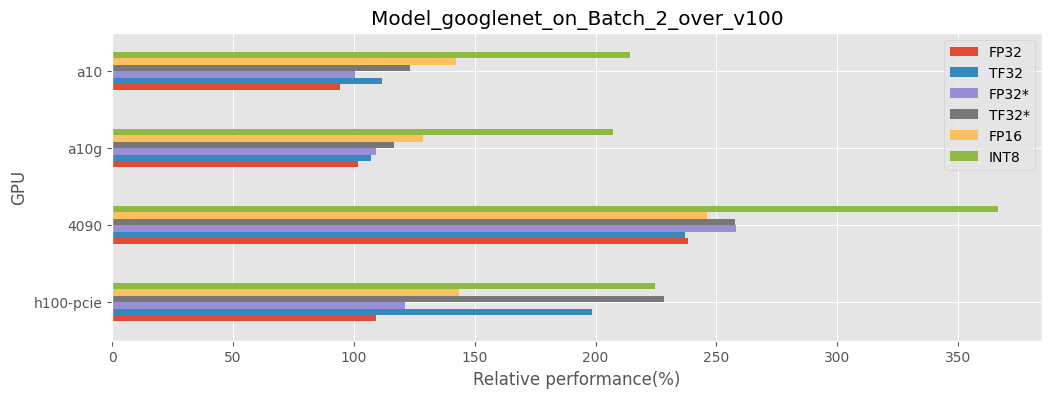 Model_googlenet_on_Batch_2_over_v100
FP32
TF32
FP32*
TF32*
FP16
INT8
a10
a10g
4090
h100-pcie
GPU
0 50 100 150 200 250 300 350
Relative performance(%)